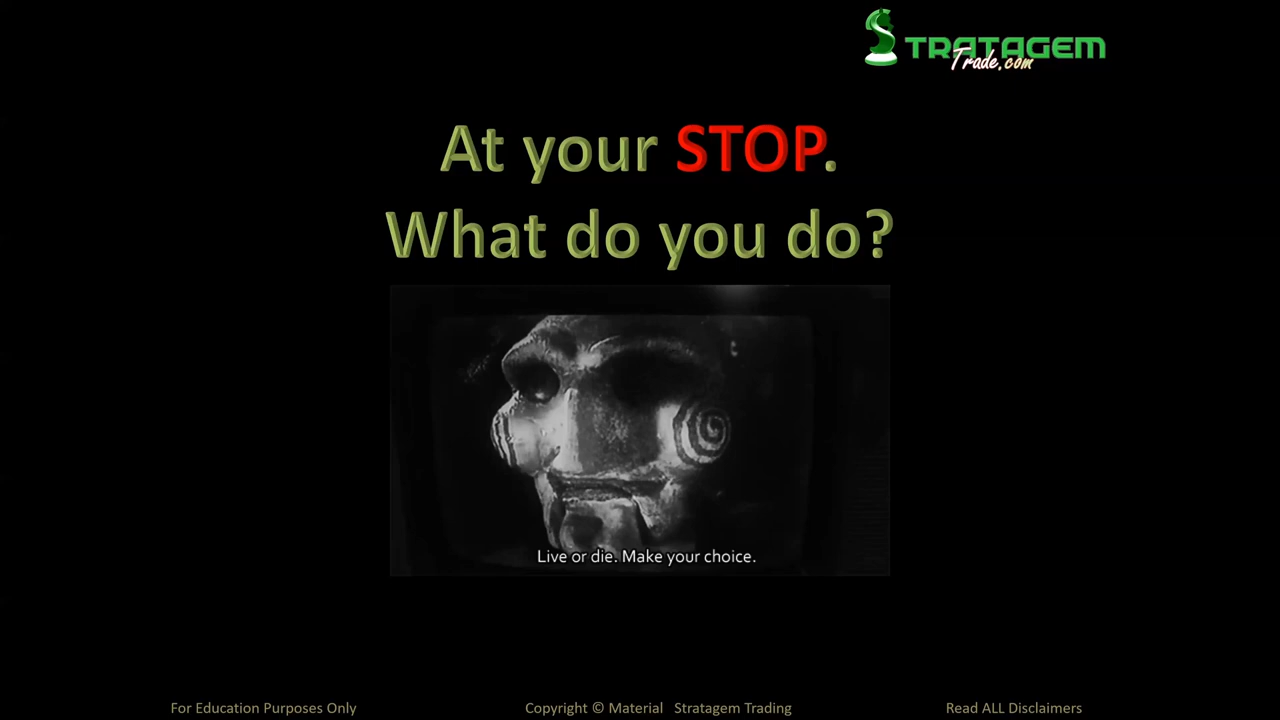 STRATAGEM
Trade.com
At your STOP.
What do you do?
Live or die. Make your choice.
For Education Purposes Only
Copyright © Material Stratagem Trading
Read ALL Disclaimers